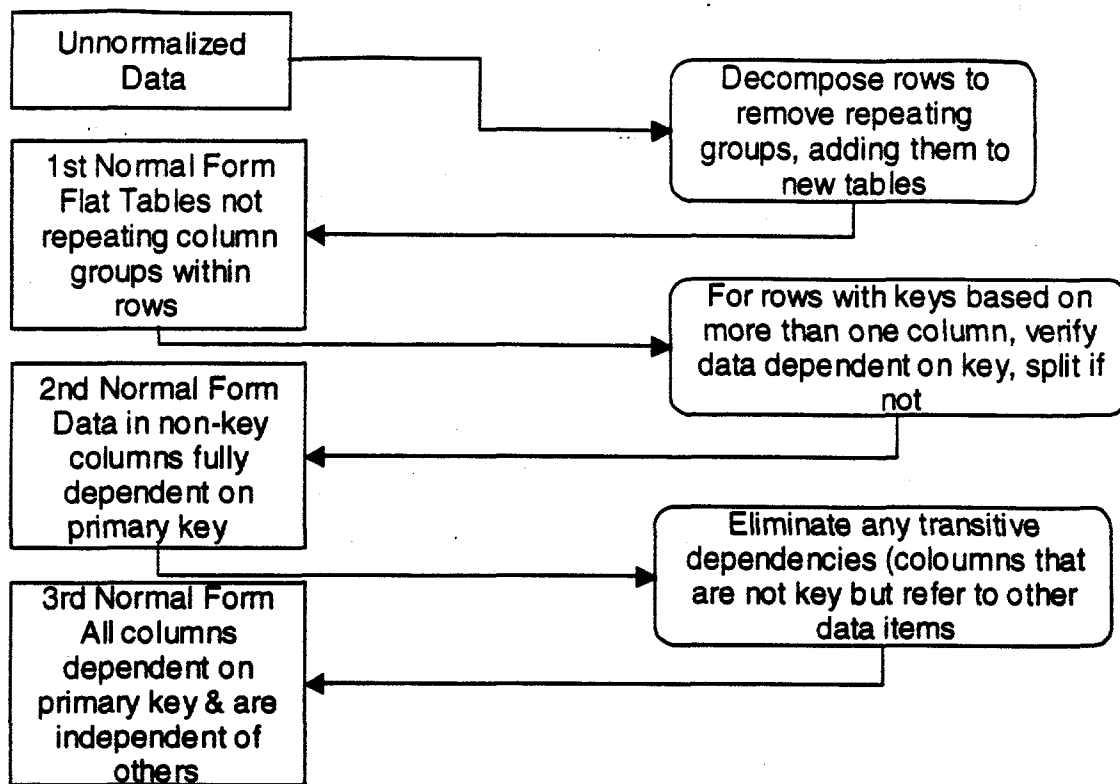 Unnormalized
Data
Decompose rows to
remove repeating
groups, adding them to
new tables
1st Normal Form
Flat Tables not
repeating column
groups within
rows
For rows with keys based on
more than one column, verify
data dependent on key, split if
not
2nd Normal Form
Data in non-key
columns fully
dependent on
primary key
Eliminate any transitive
dependencies (coloumns that
are not key but refer to other
data items
3rd Normal Form
All columns
dependent on
primary key & are
independent of
others